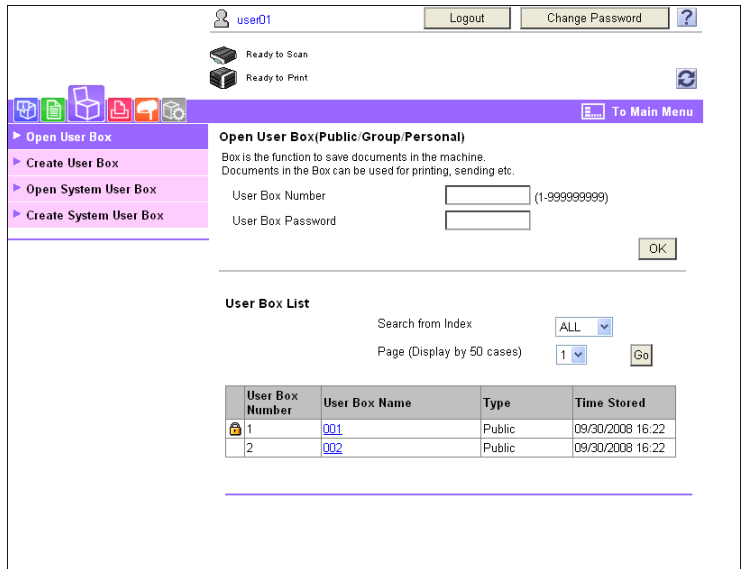 user01
Logout
Change Password
?
Ready to Scan
Ready to Print
To Main Menu
Open User Box
Create User Box
Open System User Box
Create System User Box
Open User Box(Public/Group/Personal)
Box is the function to save documents in the machine.
Documents in the Box can be used for printing, sending etc.
User Box Number (1-999999999)
User Box Password
OK
User Box List
Search from Index ALL
Page (Display by 50 cases) 1 Go
User Box Number User Box Name Type Time Stored
1 001 Public 09/30/2008 16:22
2 002 Public 09/30/2008 16:22